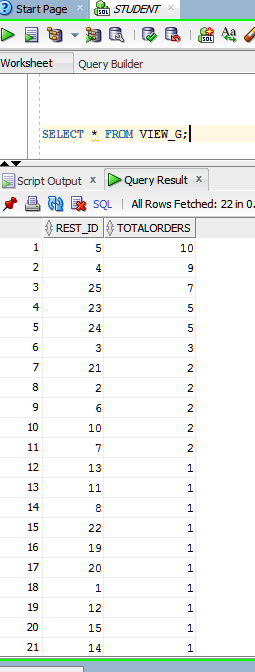 Start Page × STUDENT ×
SQL
Worksheet Query Builder
SELECT * FROM VIEW_G;
Script Output × Query Result ×
SQL | All Rows Fetched: 22 in 0.
REST_ID TOTALORDERS
1 5 10
2 4 9
3 25 7
4 23 5
5 24 5
6 3 3
7 21 2
8 2 2
9 6 2
10 10 2
11 7 2
12 13 1
13 11 1
14 8 1
15 22 1
16 19 1
17 20 1
18 1 1
19 12 1
20 15 1
21 14 1